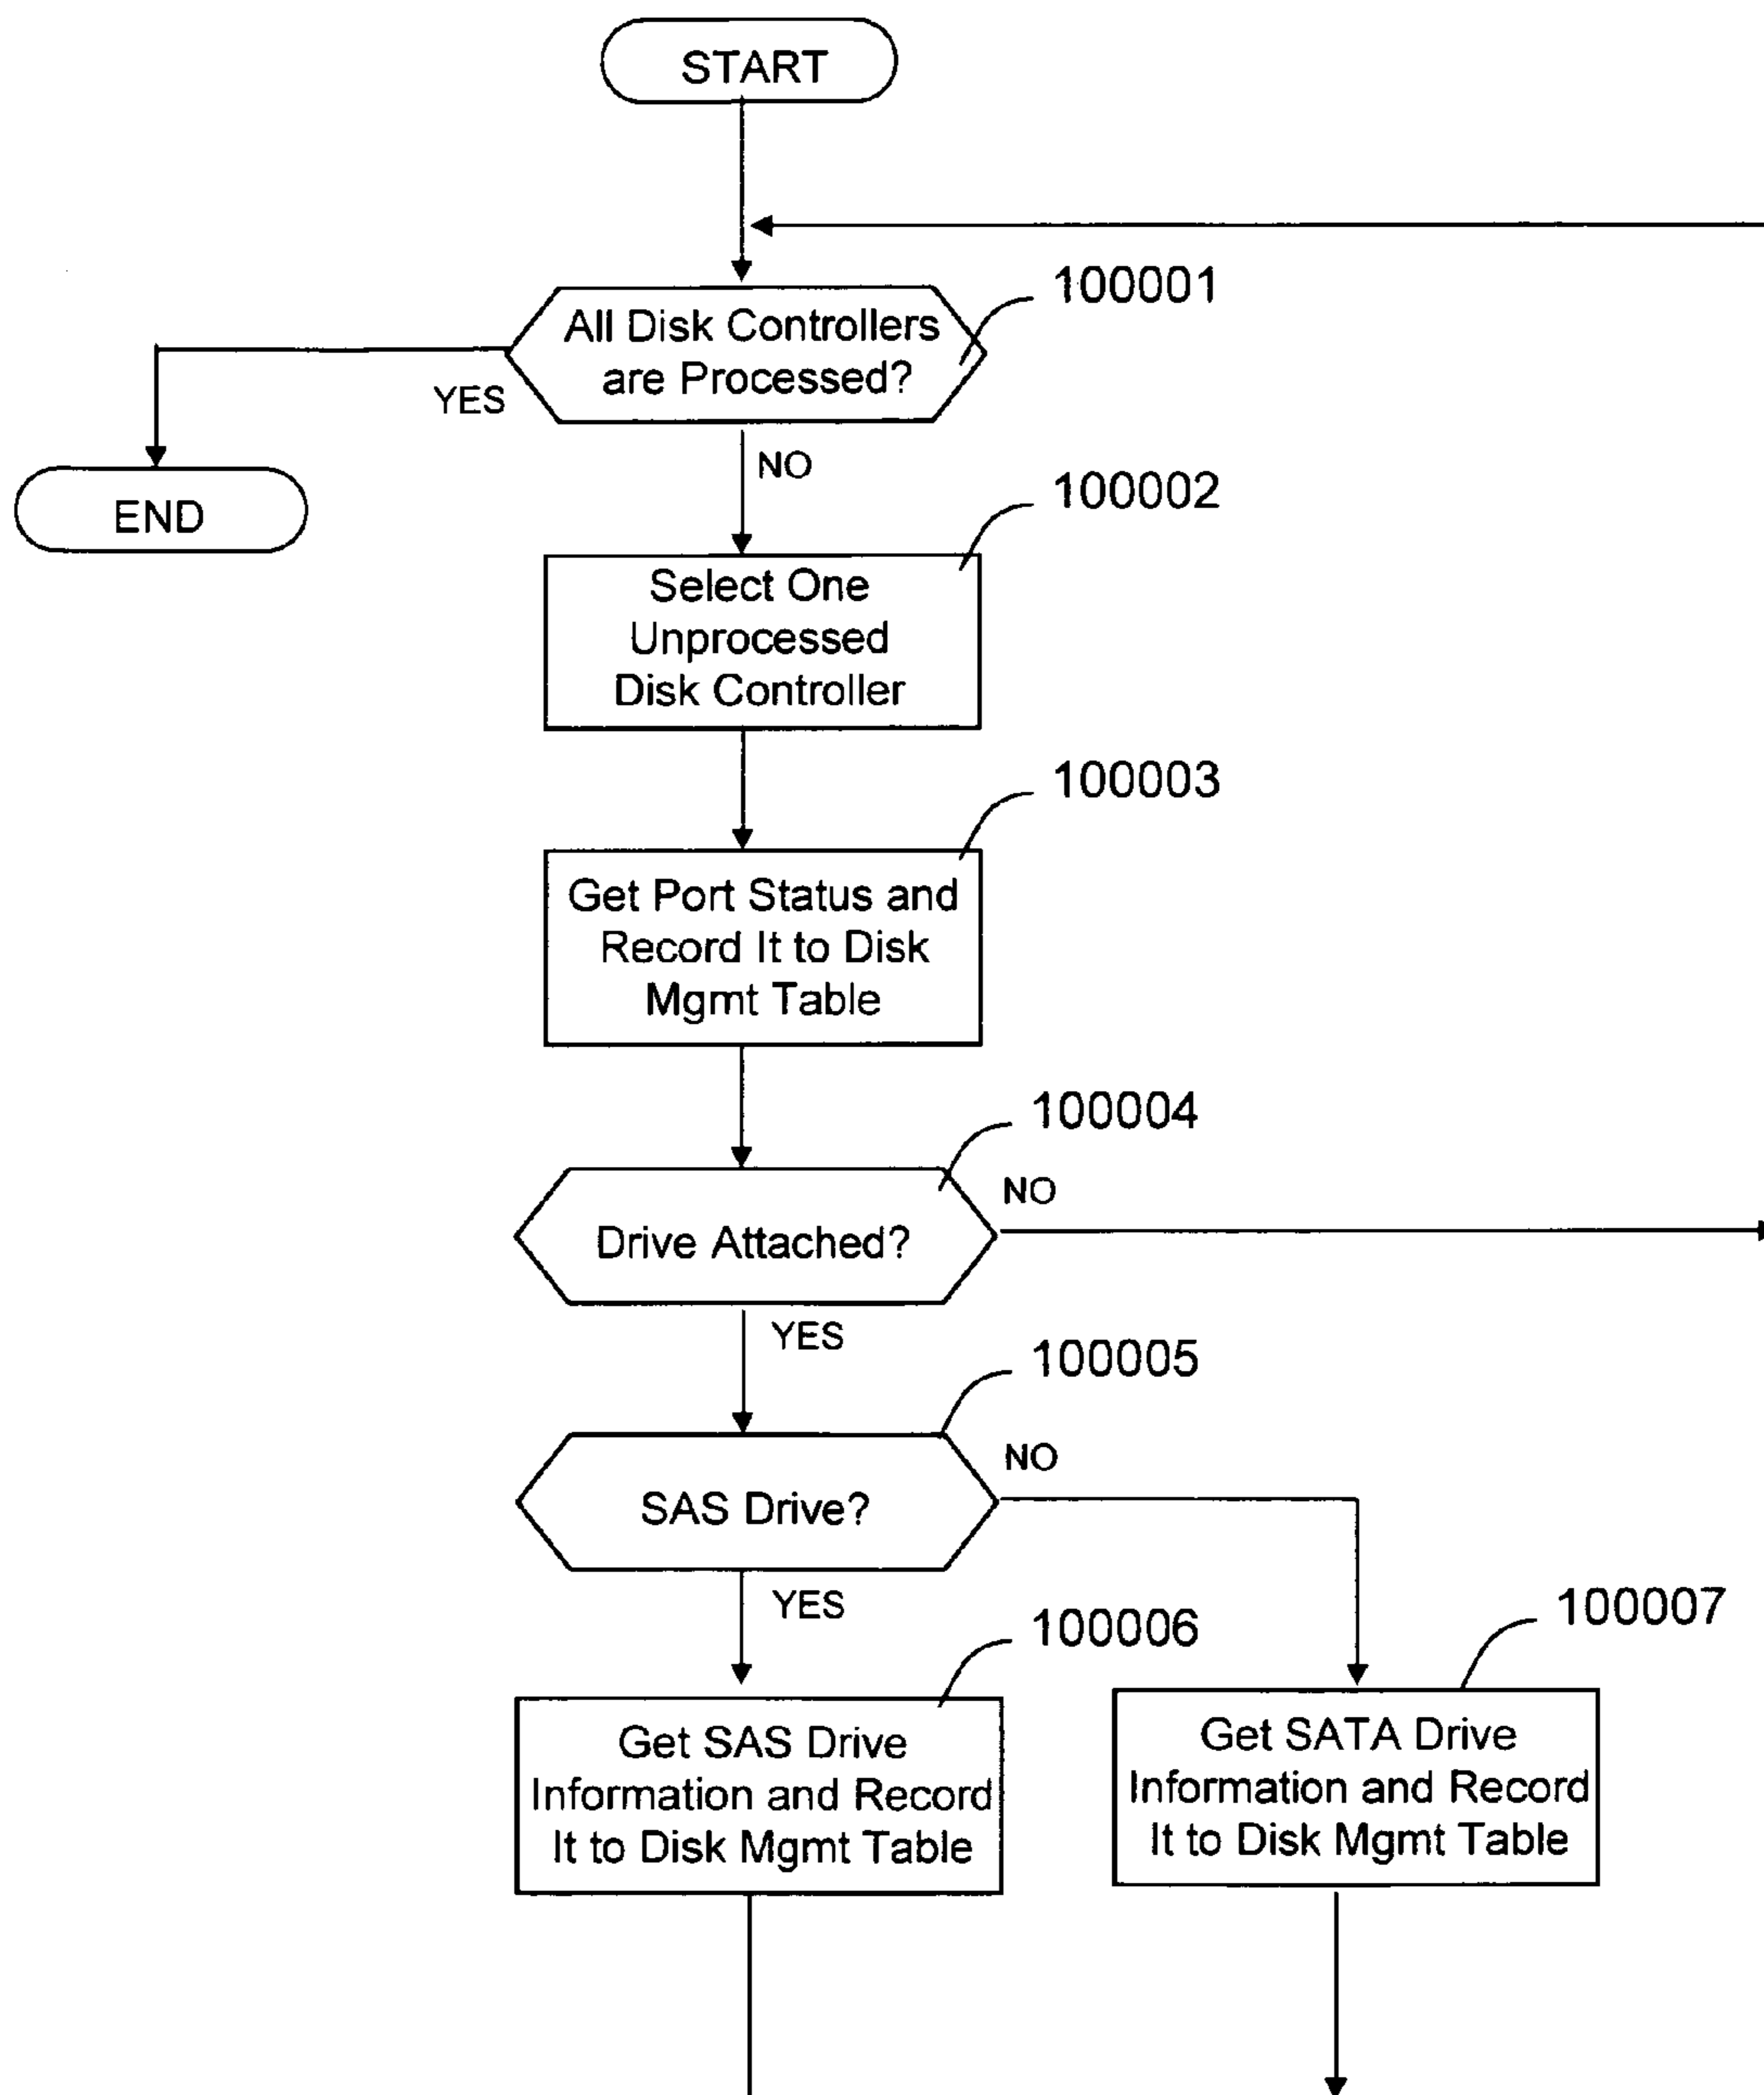 START
100001
All Disk Controllers
are Processed?
YES
NO
END
100002
Select One
Unprocessed
Disk Controller
100003
Get Port Status and
Record It to Disk
Mgmt Table
100004
NO
Drive Attached?
YES
100005
NO
SAS Drive?
YES
100006
100007
Get SAS Drive
Information and Record
It to Disk Mgmt Table
Get SATA Drive
Information and Record
It to Disk Mgmt Table